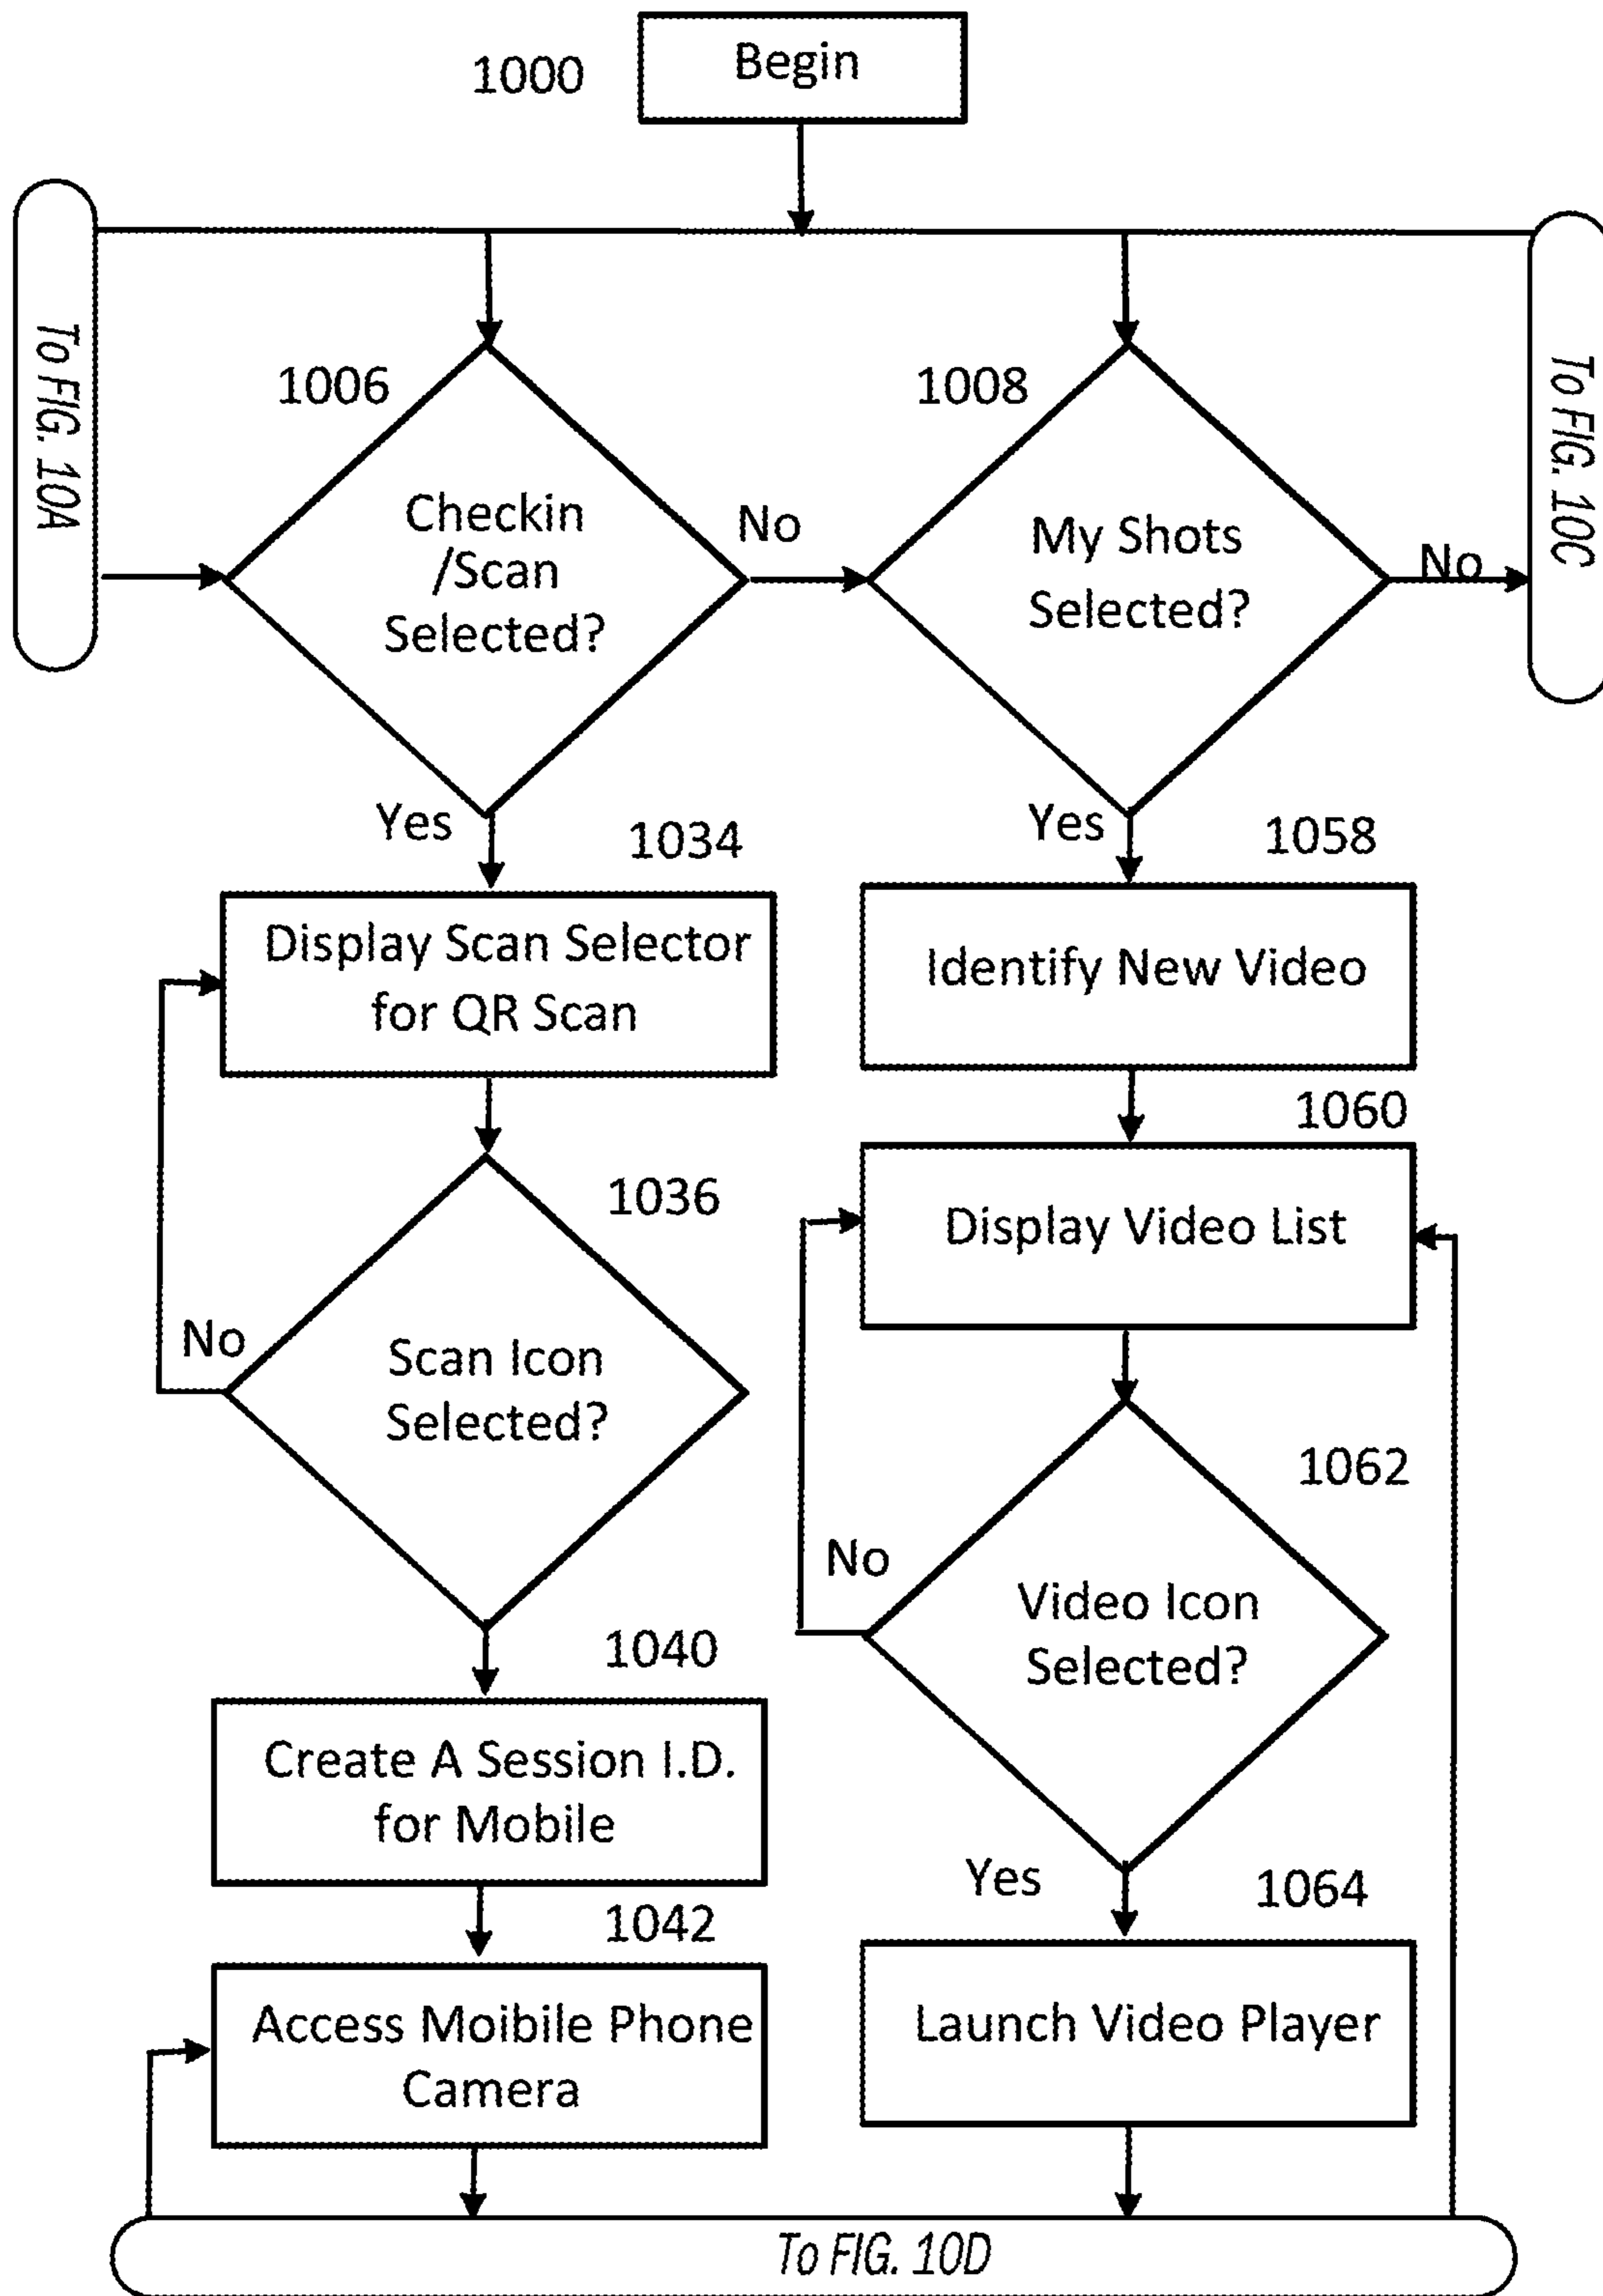 1000
Begin
To FIG. 10A
To FIG. 10C
1006
Checkin
/Scan
Selected?
No
1008
My Shots
Selected?
No
Yes
1034
Display Scan Selector
for QR Scan
1036
No
Scan Icon
Selected?
1040
Create A Session I.D.
for Mobile
1042
Access Moibile Phone
Camera
Yes
1058
Identify New Video
1060
Display Video List
1062
No
Video Icon
Selected?
Yes
1064
Launch Video Player
To FIG. 10D